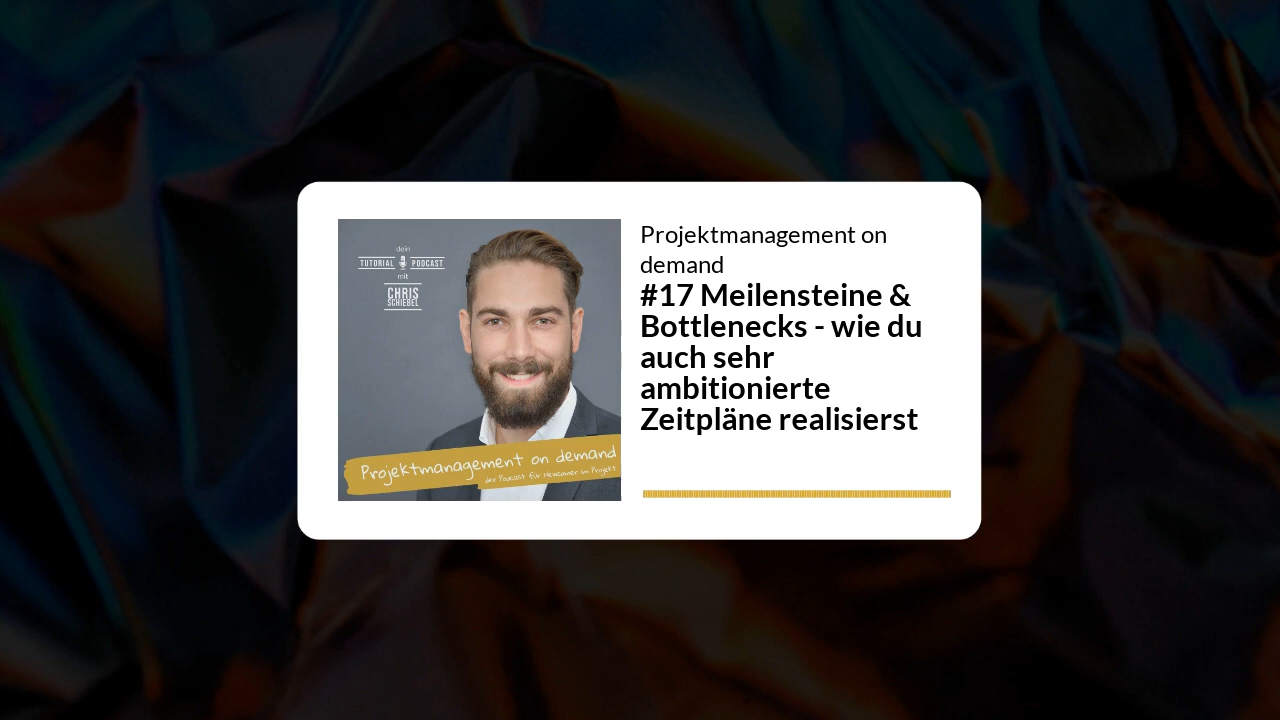 dein
TUTORIAL PODCAST
mit
CHRIS
SCHIEBEL
Projektmanagement on demand
der Podcast für Newcomer im Projekt
Projektmanagement on
demand
#17 Meilensteine &
Bottlenecks - wie du
auch sehr
ambitionierte
Zeitpläne realisierst